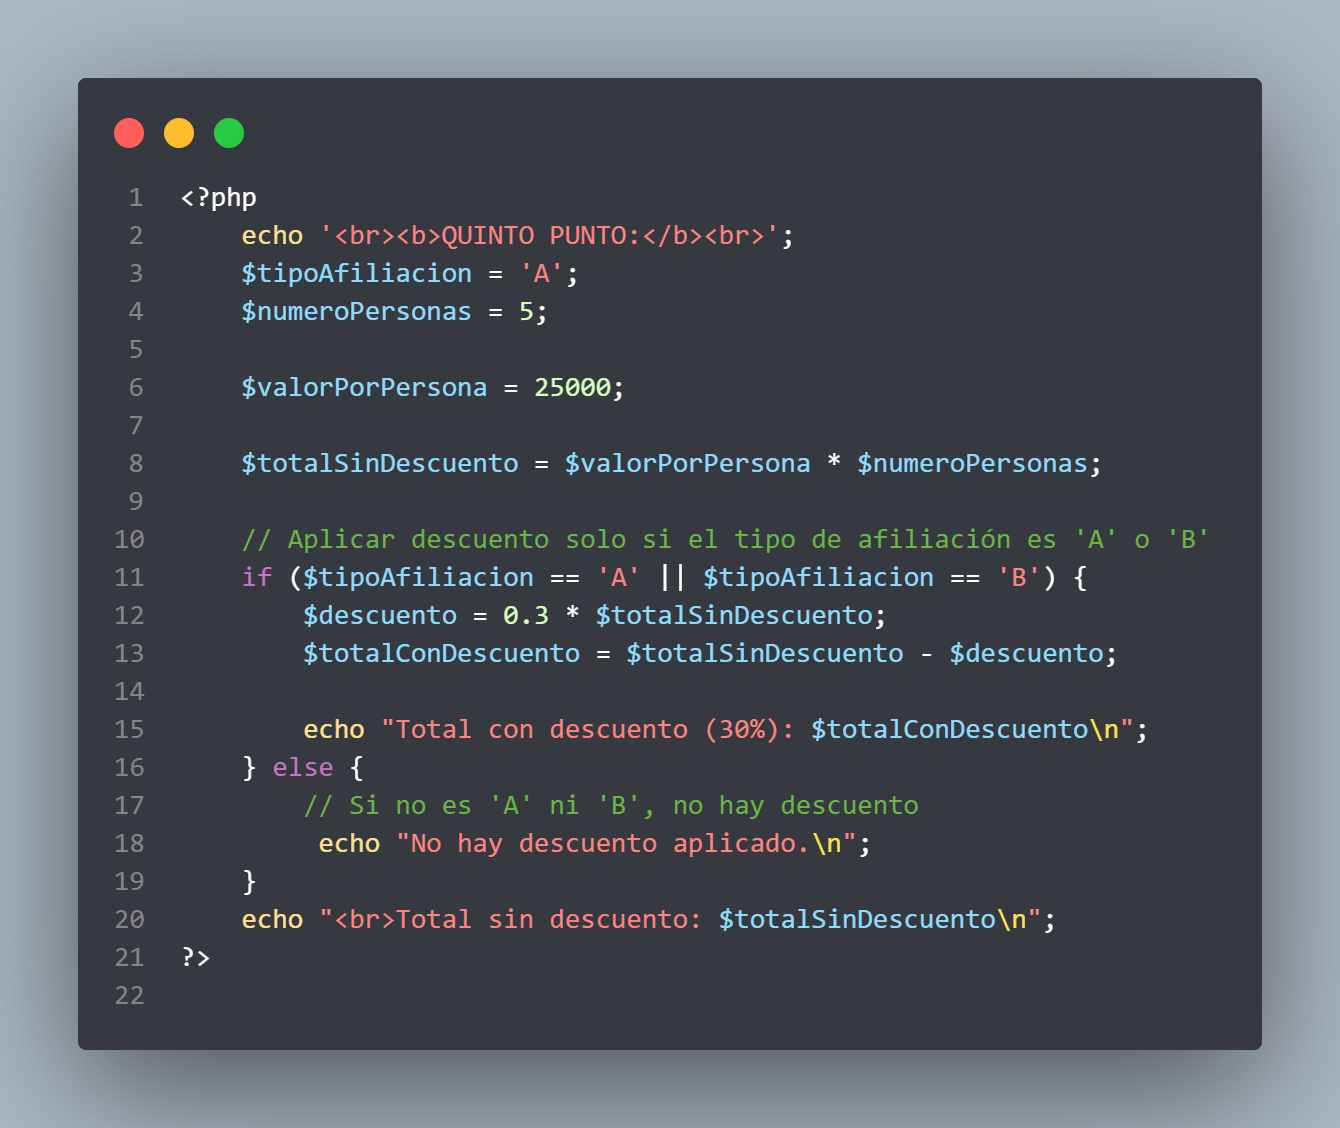 1 <?php
2     echo '<br><b>QUINTO PUNTO:</b><br>';
3     $tipoAfiliacion = 'A';
4     $numeroPersonas = 5;
5
6     $valorPorPersona = 25000;
7
8     $totalSinDescuento = $valorPorPersona * $numeroPersonas;
9
10     // Aplicar descuento solo si el tipo de afiliación es 'A' o 'B'
11     if ($tipoAfiliacion == 'A' || $tipoAfiliacion == 'B') {
12         $descuento = 0.3 * $totalSinDescuento;
13         $totalConDescuento = $totalSinDescuento - $descuento;
14
15         echo "Total con descuento (30%): $totalConDescuento\n";
16     } else {
17         // Si no es 'A' ni 'B', no hay descuento
18          echo "No hay descuento aplicado.\n";
19     }
20     echo "<br>Total sin descuento: $totalSinDescuento\n";
21 ?>
22